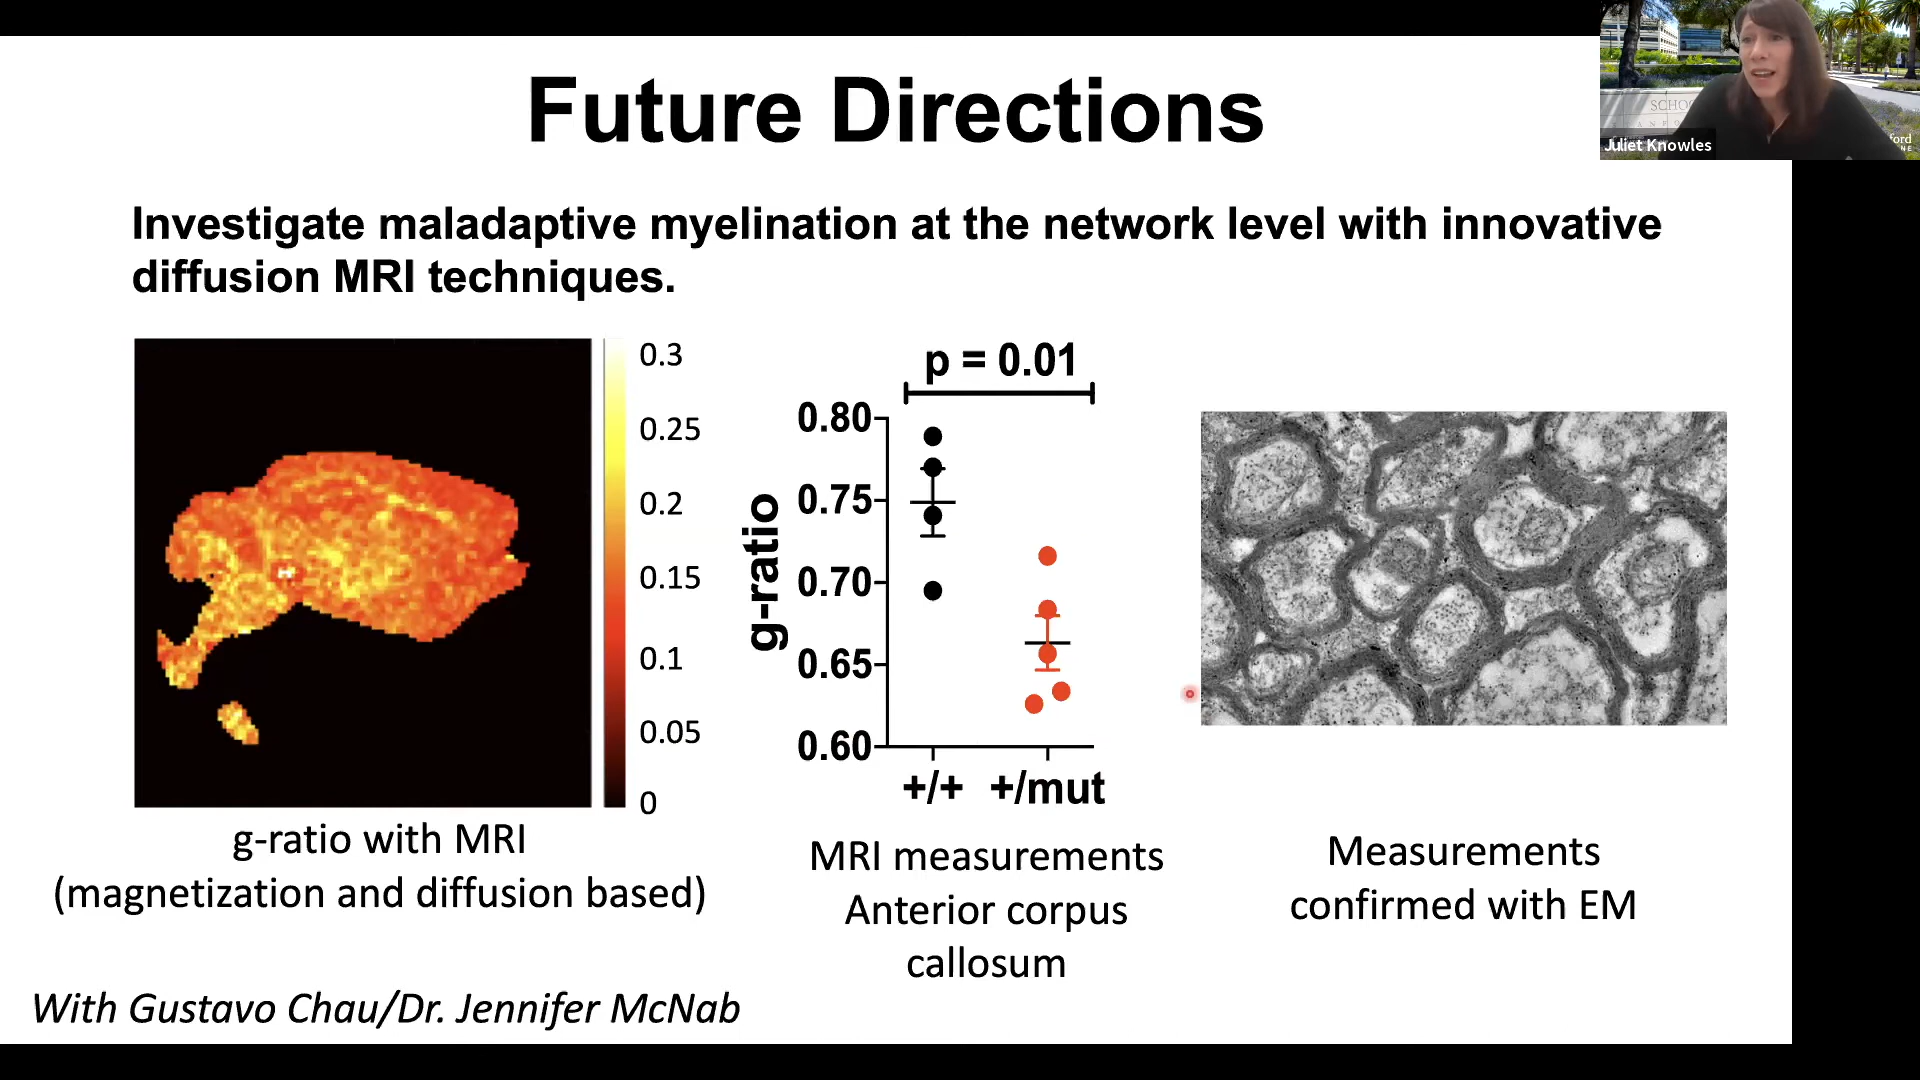 Future Directions
SCHOO
Juliet Knowles
Investigate maladaptive myelination at the network level with innovative
diffusion MRI techniques.
0.3
0.25
0.2
0.15
0.1
0.05
0
g-ratio with MRI
(magnetization and diffusion based)
p = 0.01
g-ratio
0.80
0.75
0.70
0.65
0.60
+/+ +/mut
MRI measurements
Anterior corpus
callosum
Measurements
confirmed with EM
With Gustavo Chau/Dr. Jennifer McNab